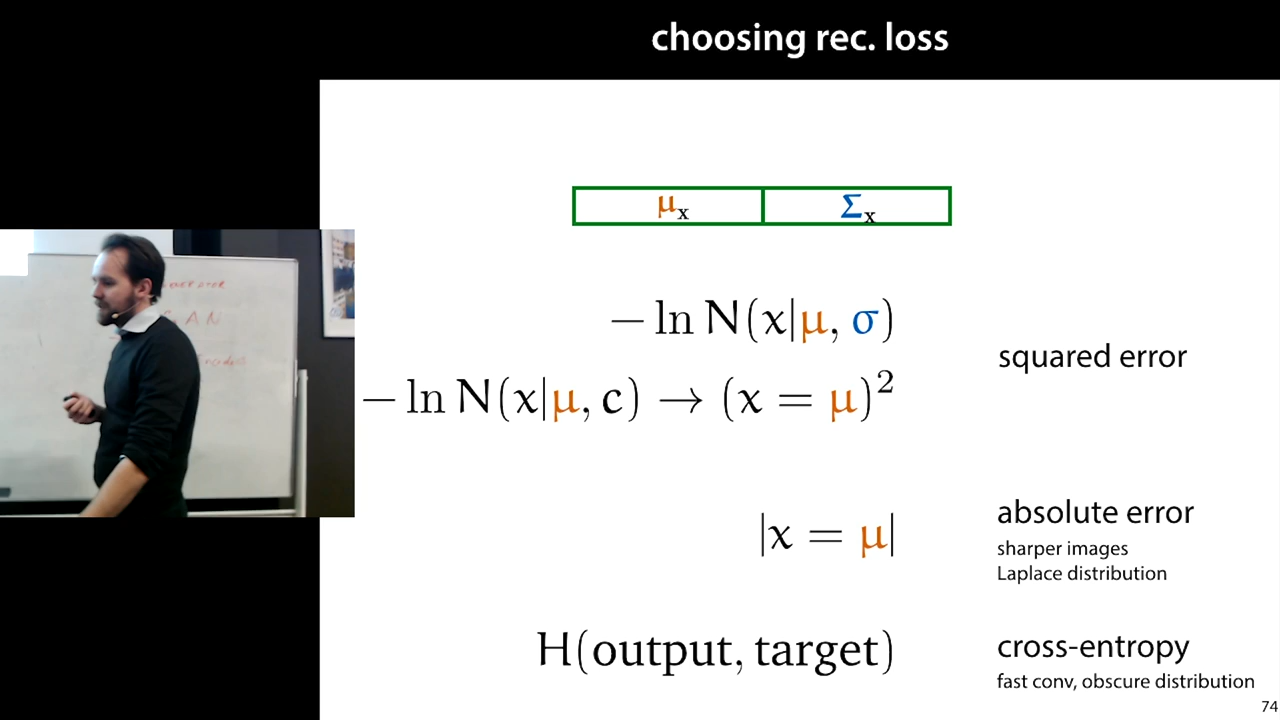 choosing rec. loss
μx Σx
− ln N(x|μ, σ)
squared error
− ln N(x|μ, c) → (x = μ)²
|x = μ|
absolute error
sharper images
Laplace distribution
H(output, target)
cross-entropy
fast conv, obscure distribution
74
GAN